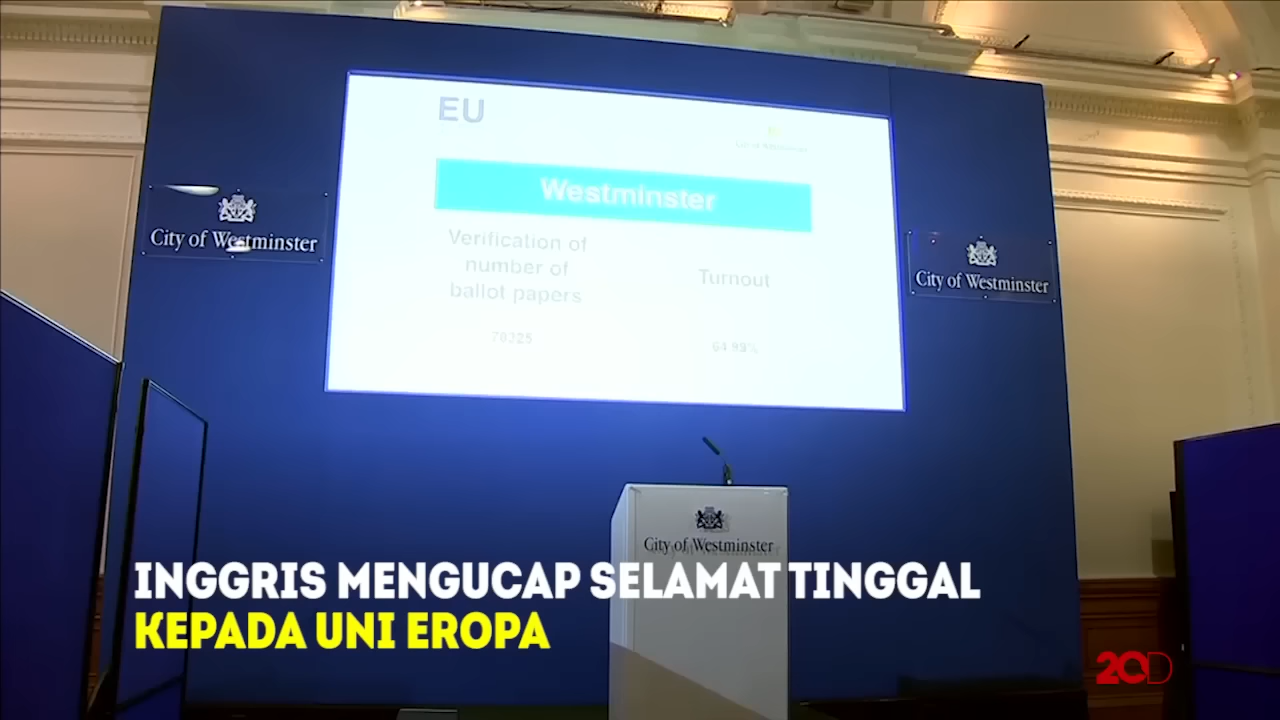 EU
Westminster
Verification of
number of
ballot papers
Turnout
City of Westminster
City of Westminster
City of Westminster
INGGRIS MENGUCAP SELAMAT TINGGAL
KEPADA UNI EROPA
20D